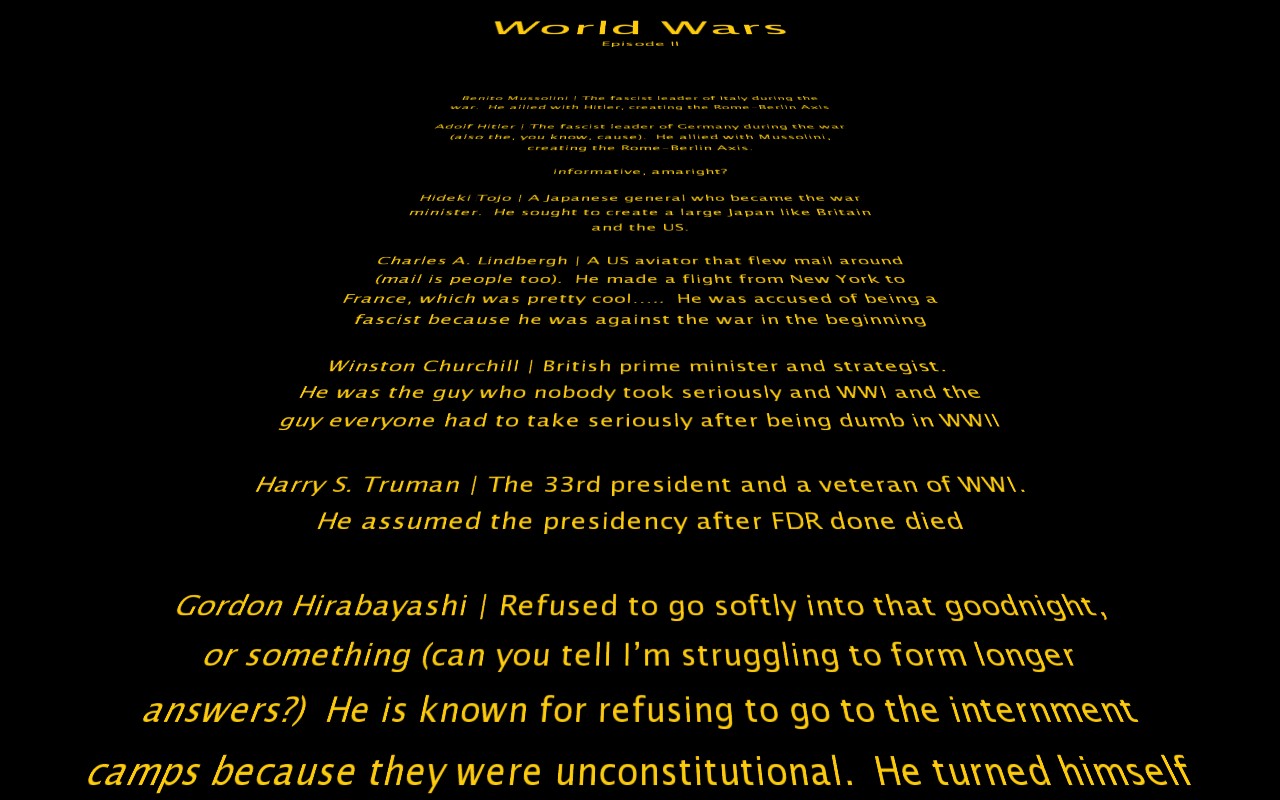 World Wars
Episode II
Benito Mussolini | The fascist leader of Italy during the
war.  He allied with Hitler, creating the Rome-Berlin Axis
Adolf Hitler | The fascist leader of Germany during the war
(also the, you know, cause).  He allied with Mussolini,
creating the Rome-Berlin Axis.
informative, amaright?
Hideki Tojo | A Japanese general who became the war
minister.  He sought to create a large Japan like Britain
and the US.
Charles A. Lindbergh | A US aviator that flew mail around
(mail is people too).  He made a flight from New York to
France, which was pretty cool.....  He was accused of being a
fascist because he was against the war in the beginning
Winston Churchill | British prime minister and strategist.
He was the guy who nobody took seriously and WWI and the
guy everyone had to take seriously after being dumb in WWII
Harry S. Truman | The 33rd president and a veteran of WWI.
He assumed the presidency after FDR done died
Gordon Hirabayashi | Refused to go softly into that goodnight,
or something (can you tell I’m struggling to form longer
answers?)  He is known for refusing to go to the internment
camps because they were unconstitutional.  He turned himself